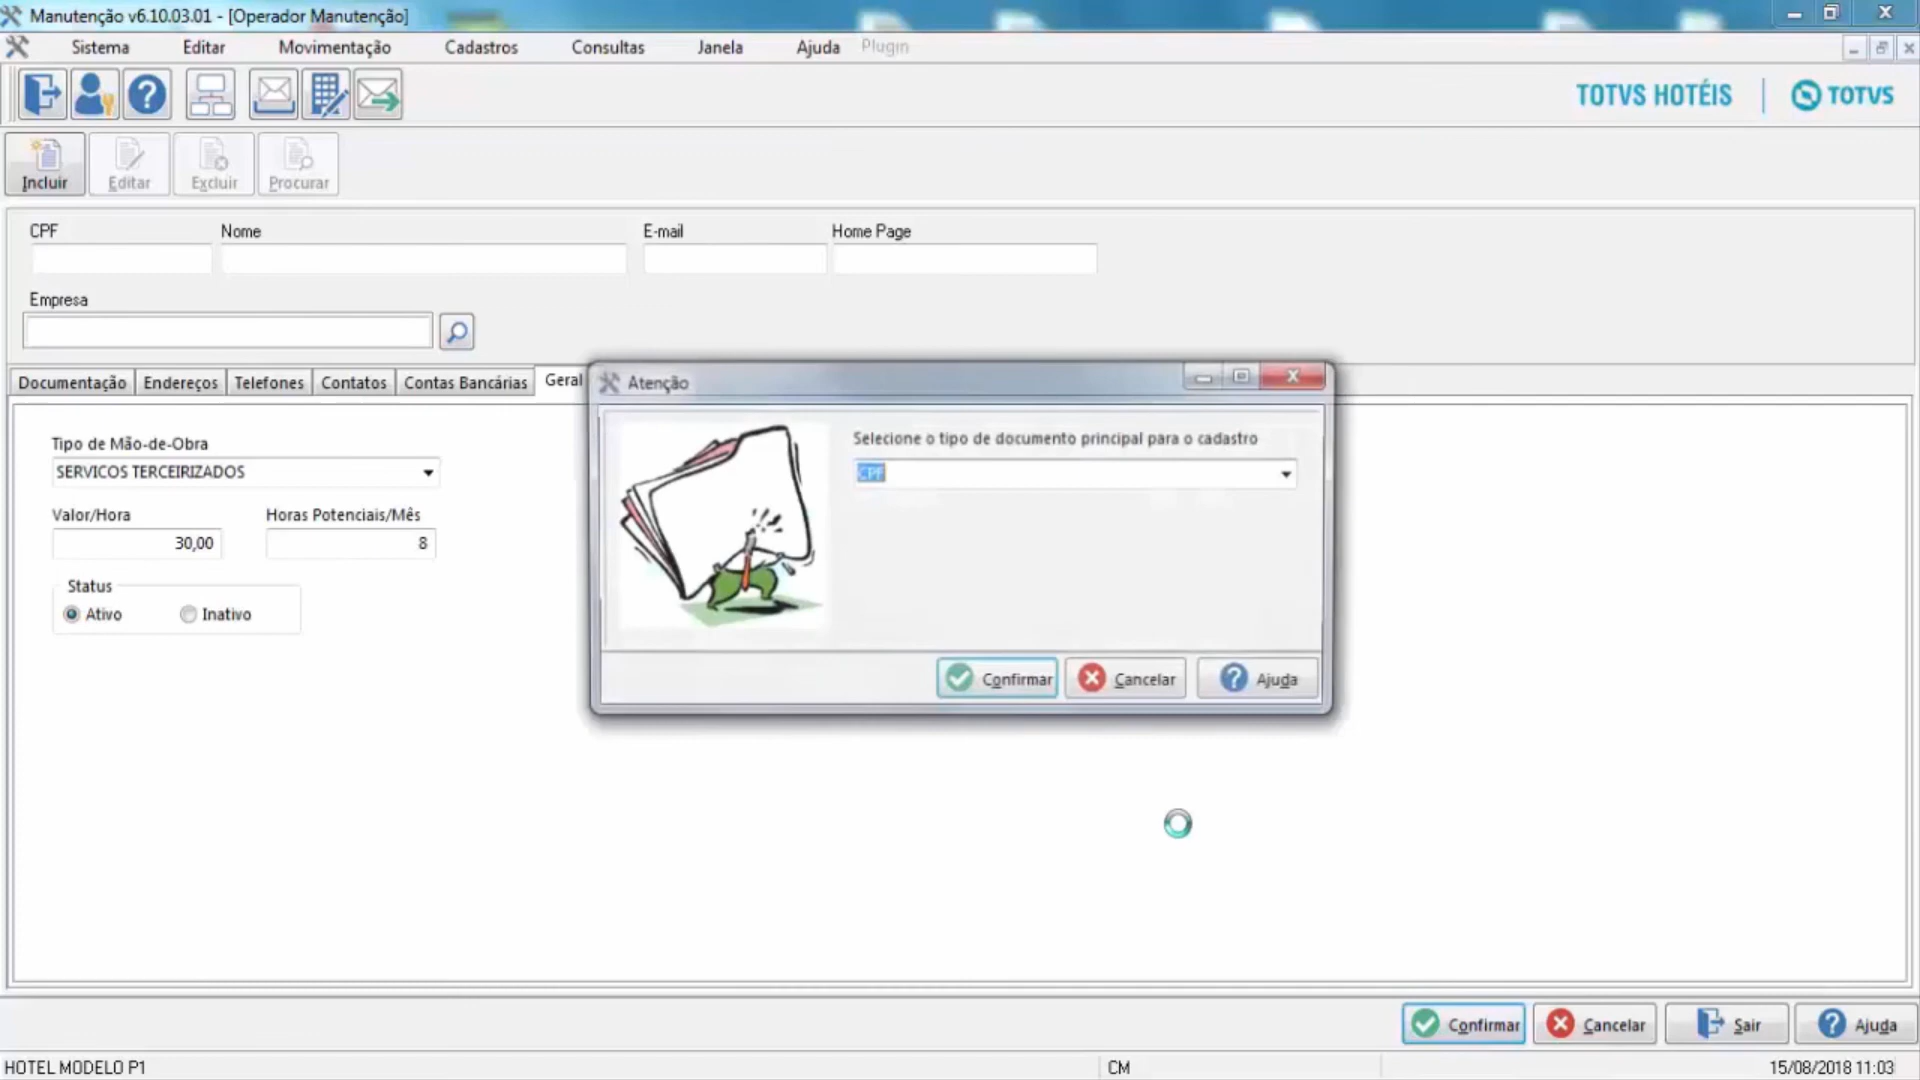 Manutenção v6.10.03.01 - [Operador Manutenção]
Sistema Editar Movimentação Cadastros Consultas Janela Ajuda Plugin
TOTVS HOTÉIS TOTVS
Incluir Editar Excluir Procurar
CPF Nome E-mail Home Page
Empresa
Documentação Endereços Telefones Contatos Contas Bancárias Geral
Atenção
Selecione o tipo de documento principal para o cadastro
CPF
Confirmar Cancelar Ajuda
Tipo de Mão-de-Obra
SERVICOS TERCEIRIZADOS
Valor/Hora Horas Potenciais/Mês
30,00 8
Status
Ativo Inativo
Confirmar Cancelar Sair Ajuda
HOTEL MODELO P1 CM 15/08/2018 11:03